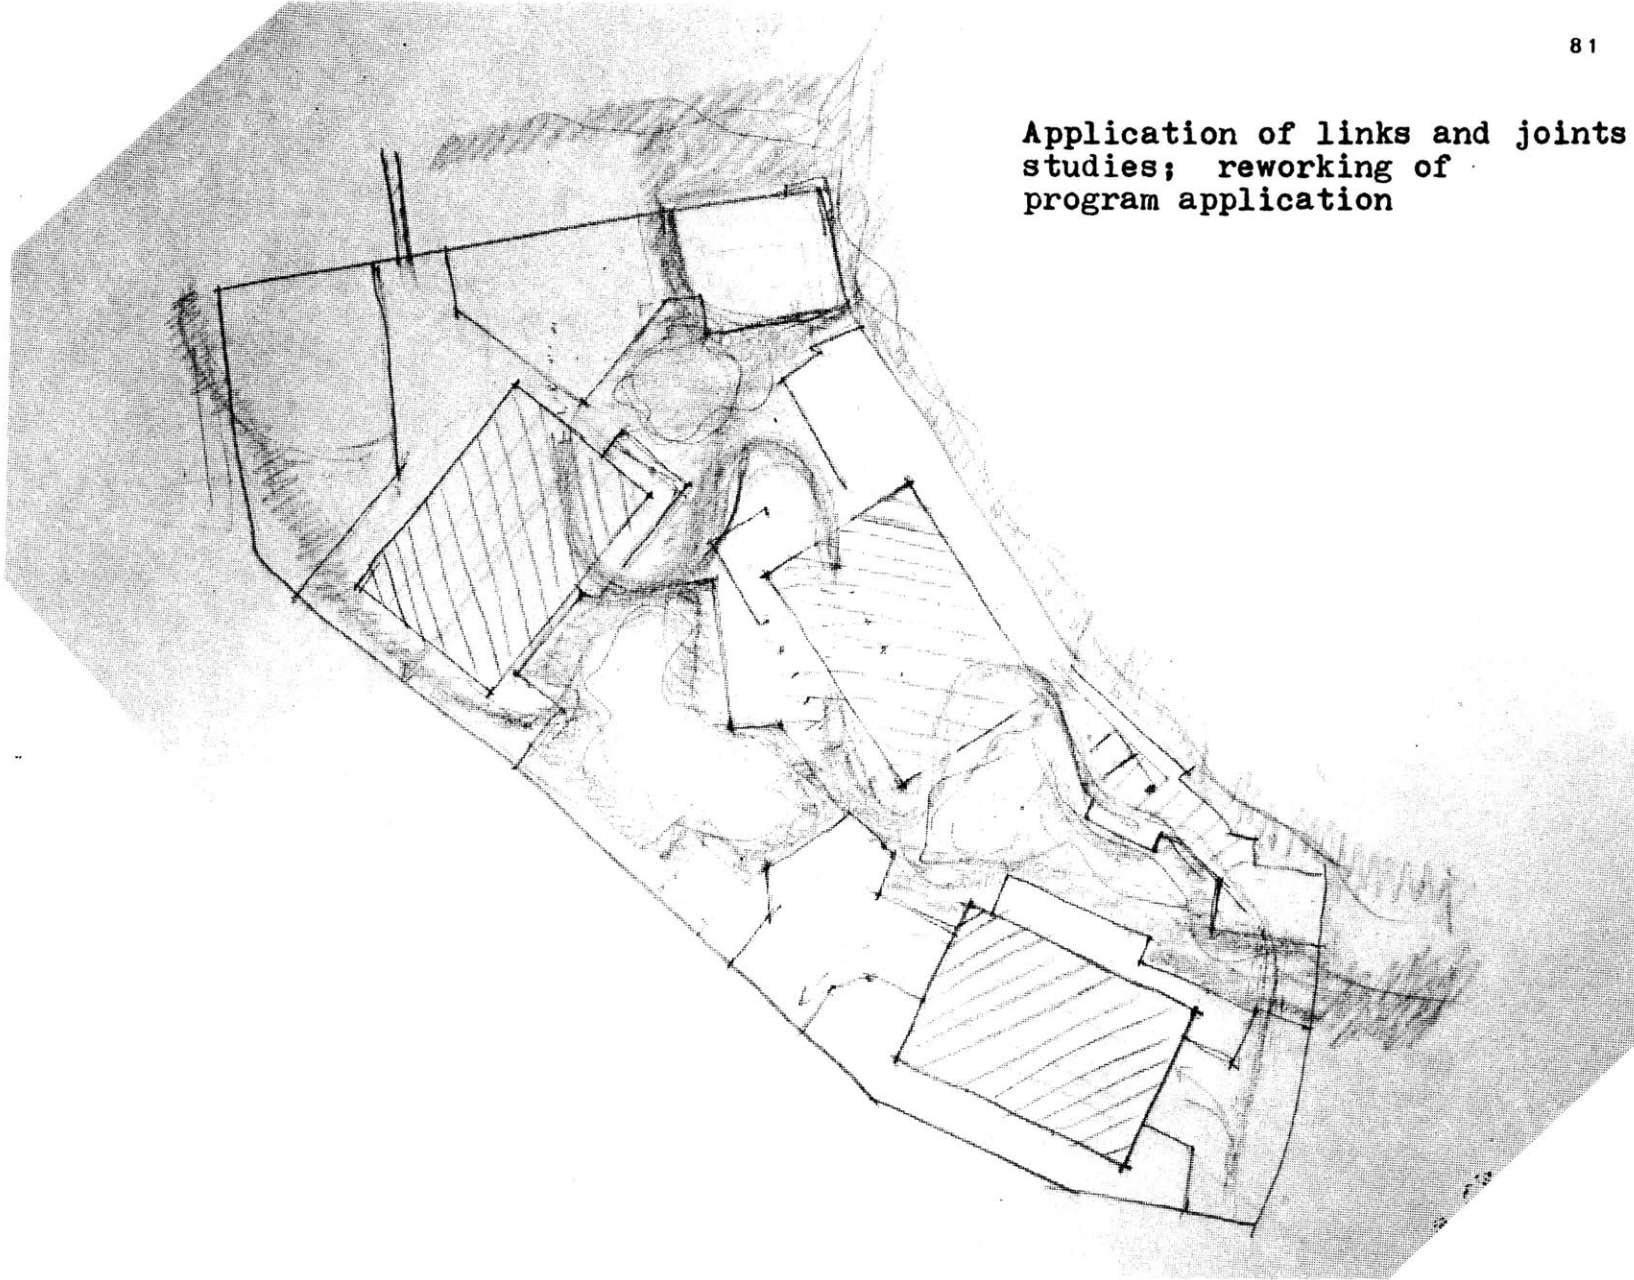 81
Application of links and joints
studies; reworking of
program application